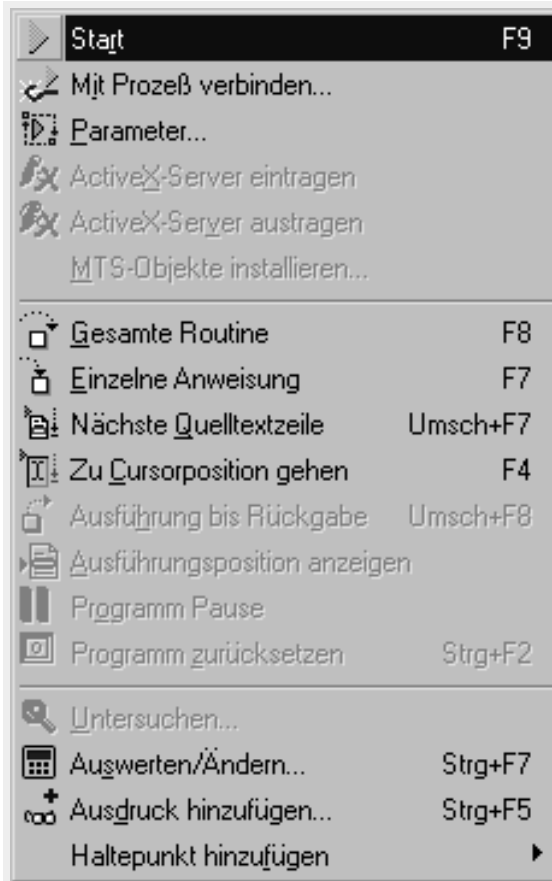 Start F9
Mit Prozeß verbinden...
Parameter...
ActiveX-Server eintragen
ActiveX-Server austragen
MTS-Objekte installieren...
Gesamte Routine F8
Einzelne Anweisung F7
Nächste Quelltextzeile Umsch+F7
Zu Cursorposition gehen F4
Ausführung bis Rückgabe Umsch+F8
Ausführungsposition anzeigen
Programm Pause
Programm zurücksetzen Strg+F2
Untersuchen...
Auswerten/Ändern... Strg+F7
Ausdruck hinzufügen... Strg+F5
Haltepunkt hinzufügen